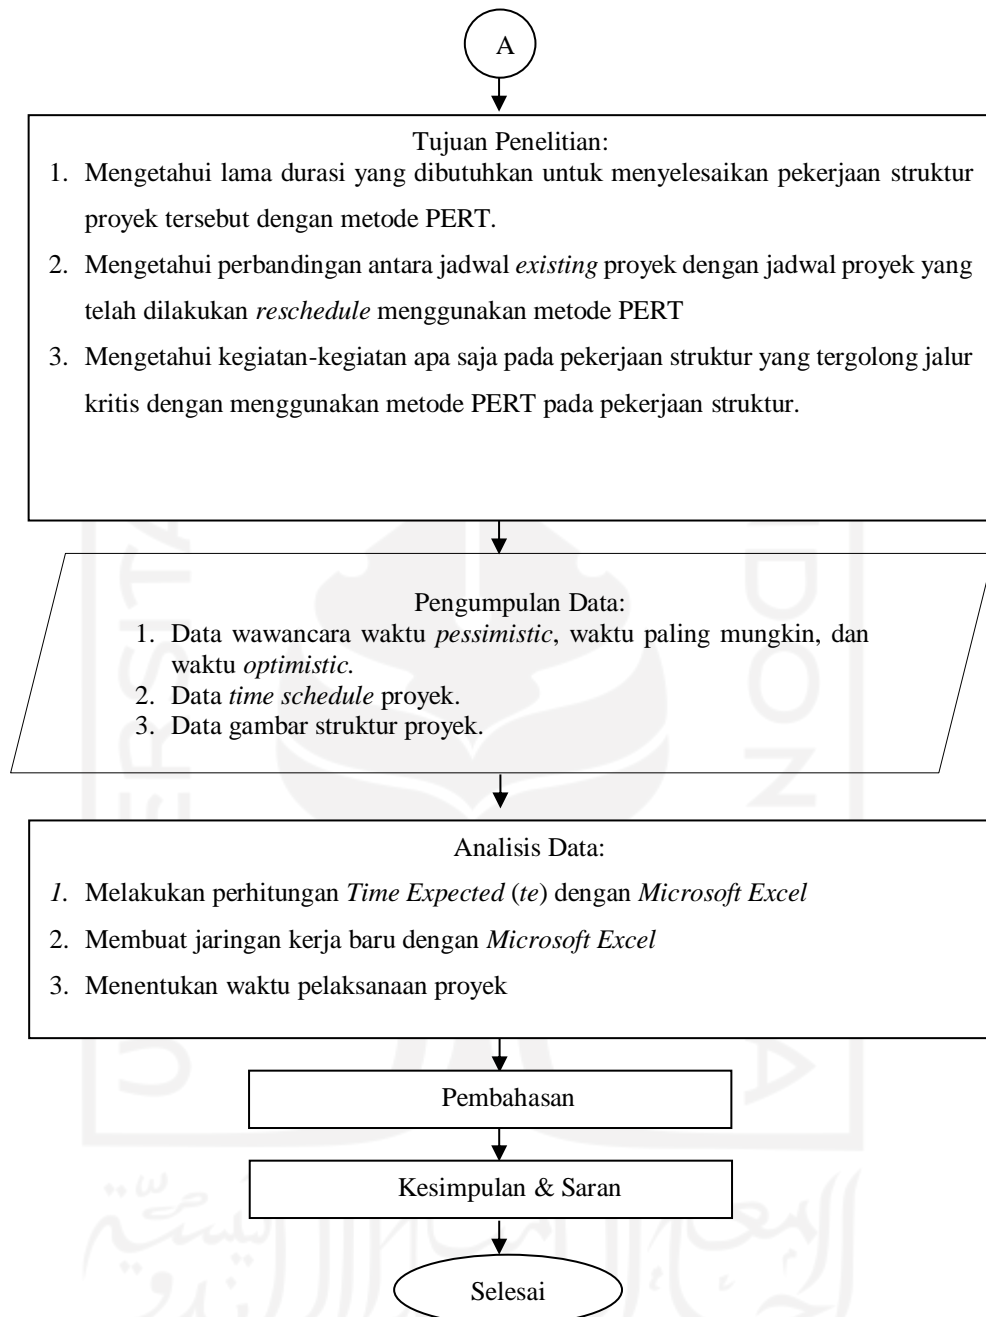 A
Tujuan Penelitian:
1. Mengetahui lama durasi yang dibutuhkan untuk menyelesaikan pekerjaan struktur
proyek tersebut dengan metode PERT.
2. Mengetahui perbandingan antara jadwal existing proyek dengan jadwal proyek yang
telah dilakukan reschedule menggunakan metode PERT
3. Mengetahui kegiatan-kegiatan apa saja pada pekerjaan struktur yang tergolong jalur
kritis dengan menggunakan metode PERT pada pekerjaan struktur.
Pengumpulan Data:
1. Data wawancara waktu pessimistic, waktu paling mungkin, dan
waktu optimistic.
2. Data time schedule proyek.
3. Data gambar struktur proyek.
Analisis Data:
1. Melakukan perhitungan Time Expected (te) dengan Microsoft Excel
2. Membuat jaringan kerja baru dengan Microsoft Excel
3. Menentukan waktu pelaksanaan proyek
Pembahasan
Kesimpulan & Saran
Selesai